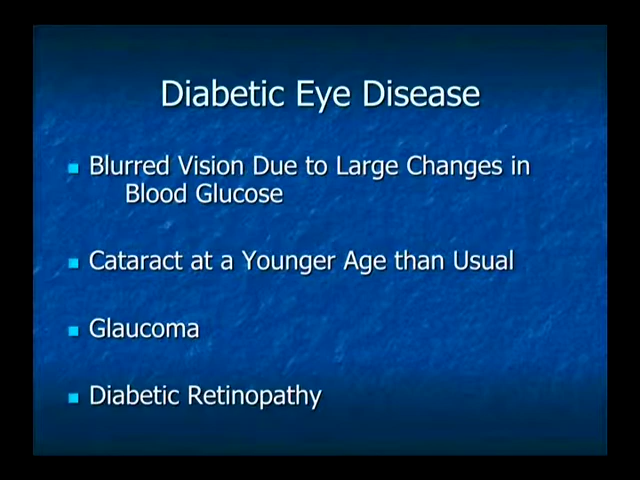 Diabetic Eye Disease
Blurred Vision Due to Large Changes in
Blood Glucose
Cataract at a Younger Age than Usual
Glaucoma
Diabetic Retinopathy